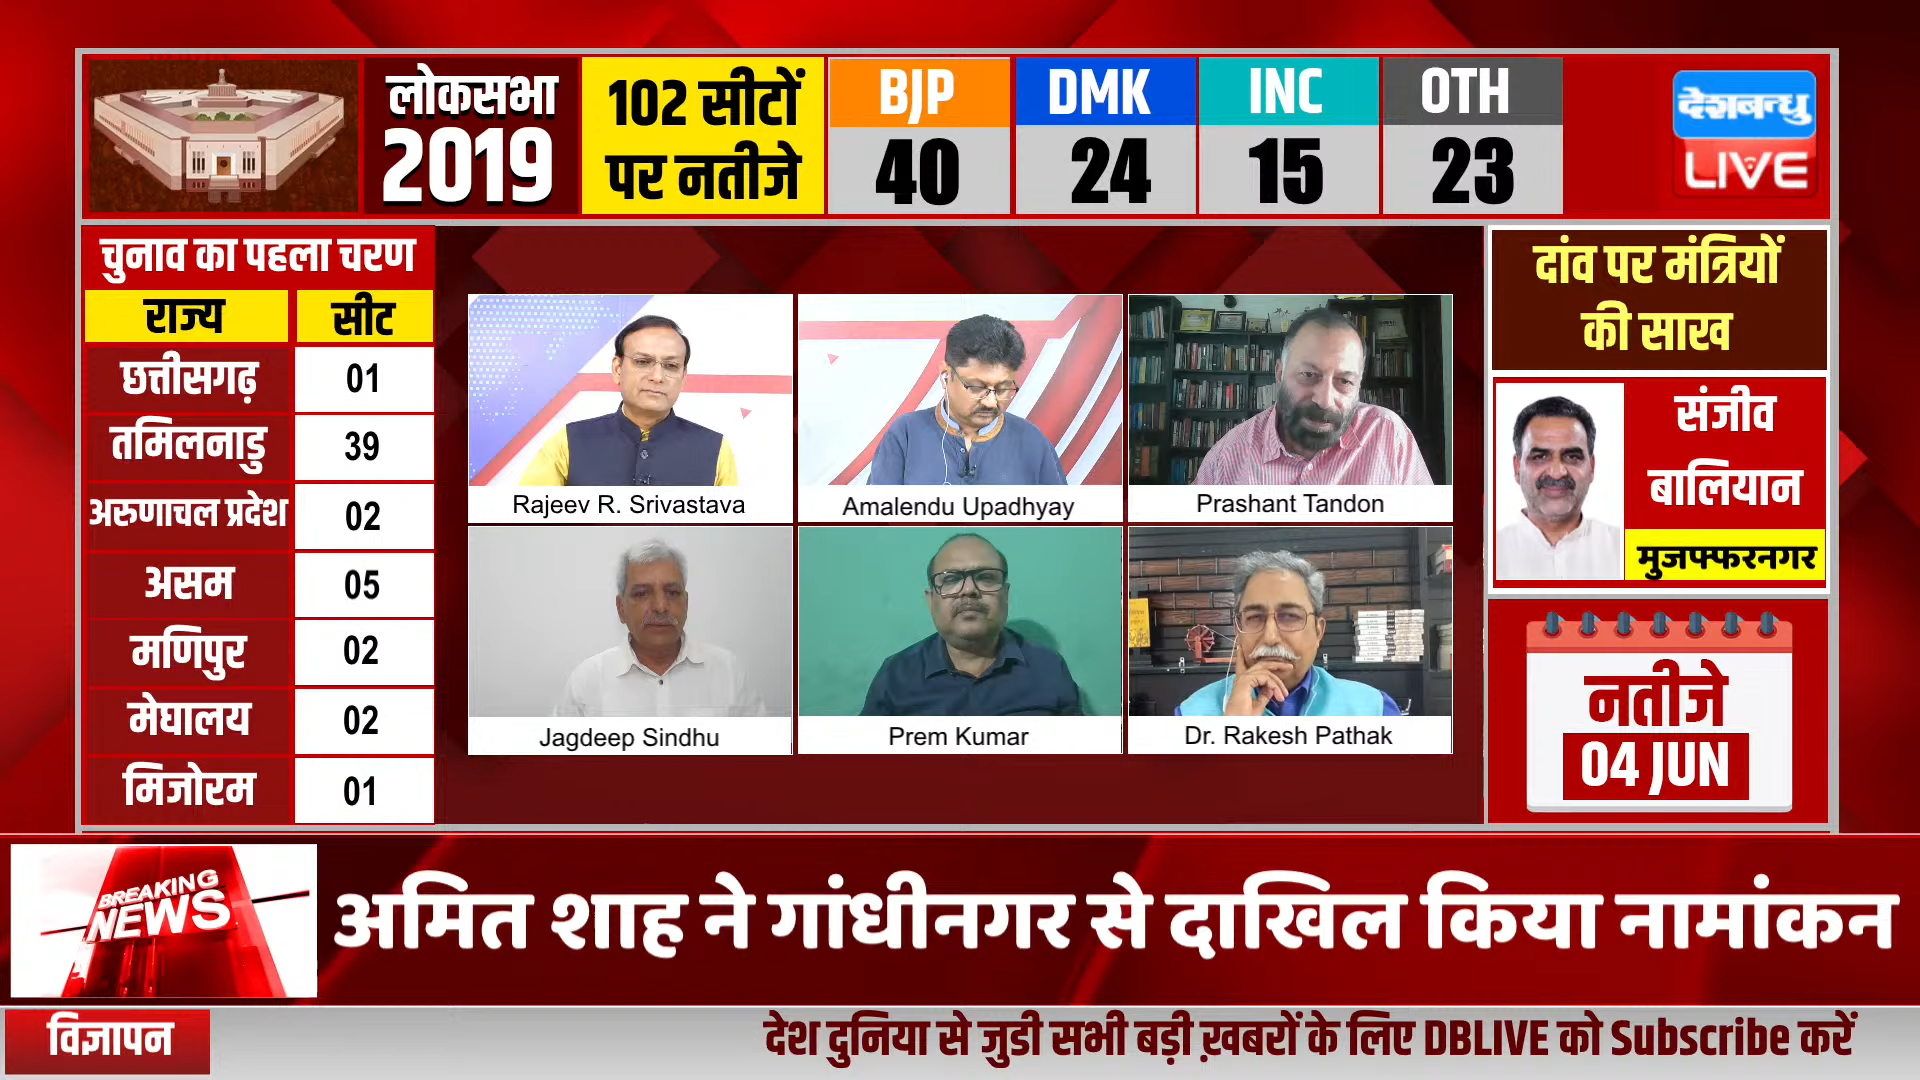 लोकसभा
2019
102 सीटों
पर नतीजे
BJP
40
DMK
24
INC
15
OTH
23
देशबन्धु
LIVE
चुनाव का पहला चरण
राज्य सीट
छत्तीसगढ़ 01
तमिलनाडु 39
अरुणाचल प्रदेश 02
असम 05
मणिपुर 02
मेघालय 02
मिजोरम 01
Rajeev R. Srivastava
Amalendu Upadhyay
Prashant Tandon
Jagdeep Sindhu
Prem Kumar
Dr. Rakesh Pathak
दांव पर मंत्रियों
की साख
संजीव
बालियान
मुजफ्फरनगर
नतीजे
04 JUN
BREAKING
NEWS
अमित शाह ने गांधीनगर से दाखिल किया नामांकन
विज्ञापन
देश दुनिया से जुडी सभी बड़ी ख़बरों के लिए DBLIVE को Subscribe करें